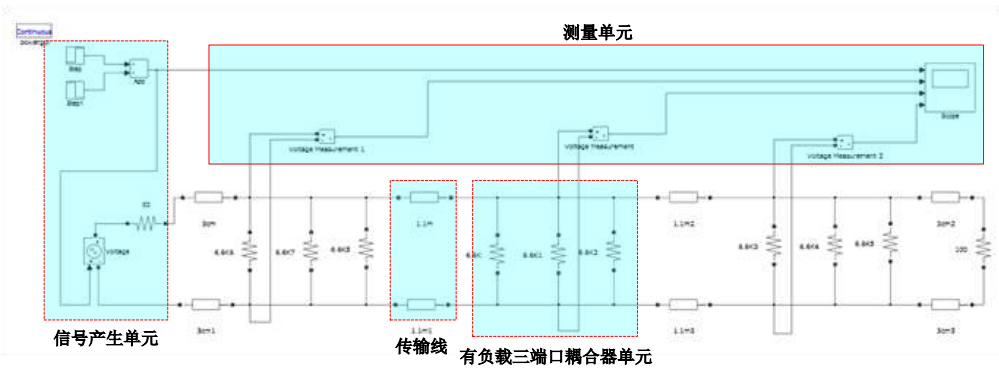 测量单元
Continuous
powergui
Step
Add
Step1
Scope
Voltage Measurement 1
Voltage Measurement
Voltage Measurement 2
3cm
1.1m
1.1m2
3cm2
Voltage
6.6K6
6.6K7
6.6K8
6.6K
6.6K1
6.6K2
6.6K3
6.6K4
6.6K5
100
3cm1
1.1m1
1.1m3
3cm3
信号产生单元
传输线
有负载三端口耦合器单元